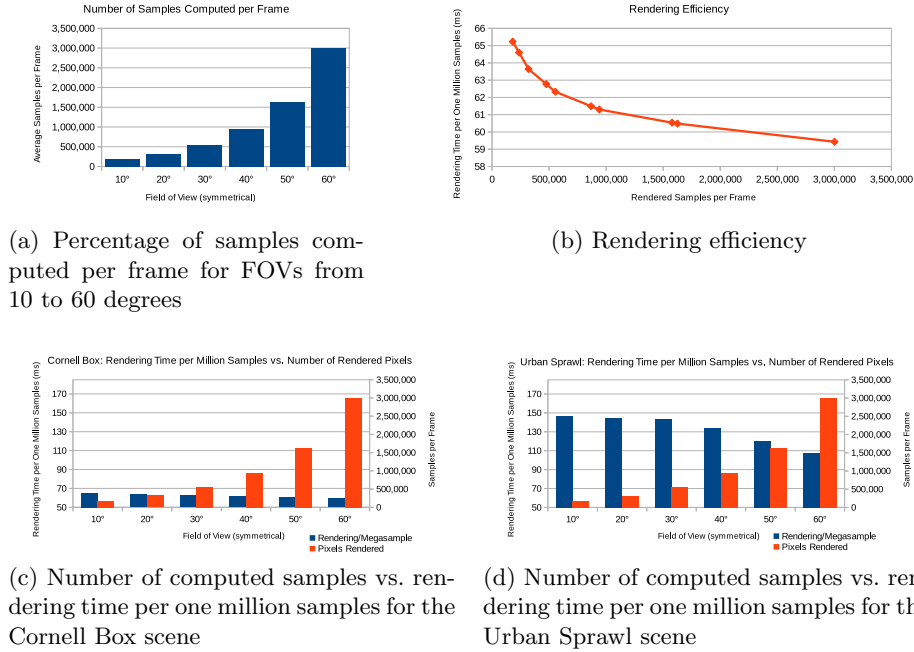 Number of Samples Computed per Frame
Average Samples per Frame
3,500,000
3,000,000
2,500,000
2,000,000
1,500,000
1,000,000
500,000
0
10° 20° 30° 40° 50° 60°
Field of View (symmetrical)
(a) Percentage of samples com-
puted per frame for FOVs from
10 to 60 degrees
Rendering Efficiency
Rendering Time per One Million Samples (ms)
66
65
64
63
62
61
60
59
58
0 500,000 1,000,000 1,500,000 2,000,000 2,500,000 3,000,000 3,500,000
Rendered Samples per Frame
(b) Rendering efficiency
Cornell Box: Rendering Time per Million Samples vs. Number of Rendered Pixels
Rendering Time per One Million Samples (ms)
170
150
130
110
90
70
50
3,500,000
3,000,000
2,500,000
2,000,000
1,500,000
1,000,000
500,000
0
Samples per Frame
10° 20° 30° 40° 50° 60°
Field of View (symmetrical)
Rendering/Megasample
Pixels Rendered
(c) Number of computed samples vs. ren-
dering time per one million samples for the
Cornell Box scene
Urban Sprawl: Rendering Time per Million Samples vs. Number of Rendered Pixels
Rendering Time per One Million Samples (ms)
170
150
130
110
90
70
50
3,500,000
3,000,000
2,500,000
2,000,000
1,500,000
1,000,000
500,000
0
Samples per Frame
10° 20° 30° 40° 50° 60°
Field of View (symmetrical)
Rendering/Megasample
Pixels Rendered
(d) Number of computed samples vs. ren
dering time per one million samples for th
Urban Sprawl scene